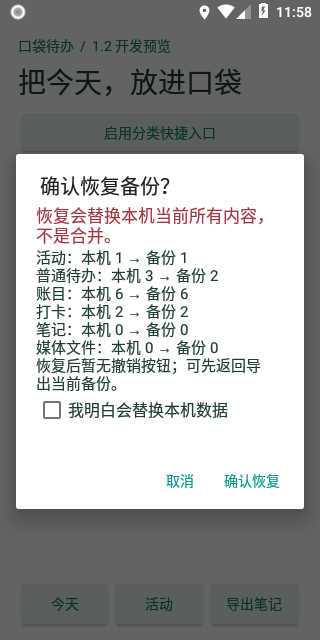 11:58
口袋待办 / 1.2 开发预览
把今天，放进口袋
启用分类快捷入口
确认恢复备份？
恢复会替换本机当前所有内容，
不是合并。
活动：本机 1 → 备份 1
普通待办：本机 3 → 备份 2
账目：本机 6 → 备份 6
打卡：本机 2 → 备份 2
笔记：本机 0 → 备份 0
媒体文件：本机 0 → 备份 0
恢复后暂无撤销按钮；可先返回导
出当前备份。
我明白会替换本机数据
取消 确认恢复
今天 活动 导出笔记